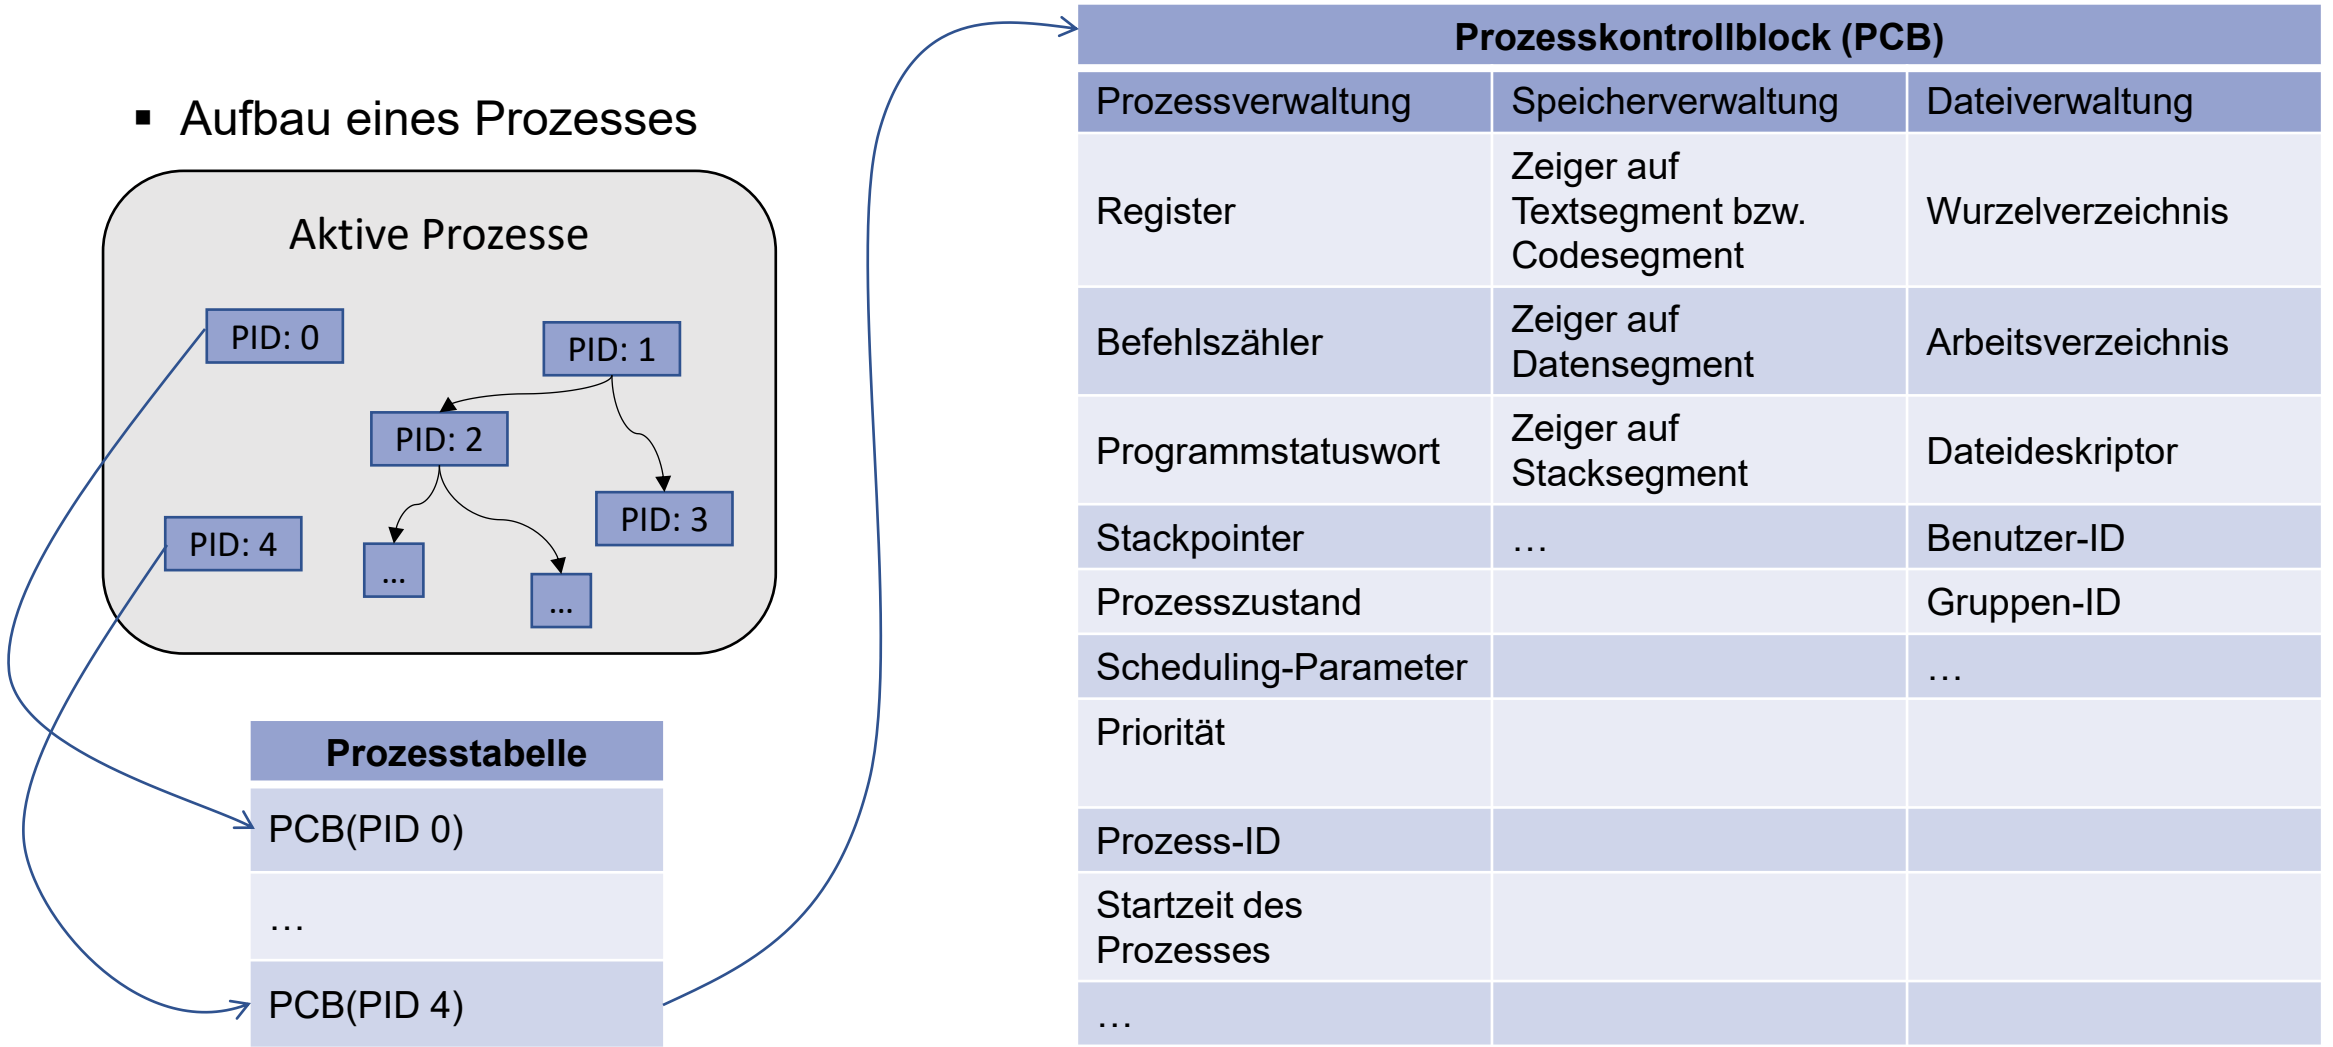 ▪ Aufbau eines Prozesses
Aktive Prozesse
PID: 0
PID: 1
PID: 2
PID: 3
PID: 4
...
...
Prozesstabelle
PCB(PID 0)
…
PCB(PID 4)
Prozesskontrollblock (PCB)
Prozessverwaltung Speicherverwaltung Dateiverwaltung
Register
Zeiger auf
Textsegment bzw.
Codesegment
Wurzelverzeichnis
Befehlszähler
Zeiger auf
Datensegment
Arbeitsverzeichnis
Programmstatuswort
Zeiger auf
Stacksegment
Dateideskriptor
Stackpointer … Benutzer-ID
Prozesszustand Gruppen-ID
Scheduling-Parameter …
Priorität
Prozess-ID
Startzeit des
Prozesses
…